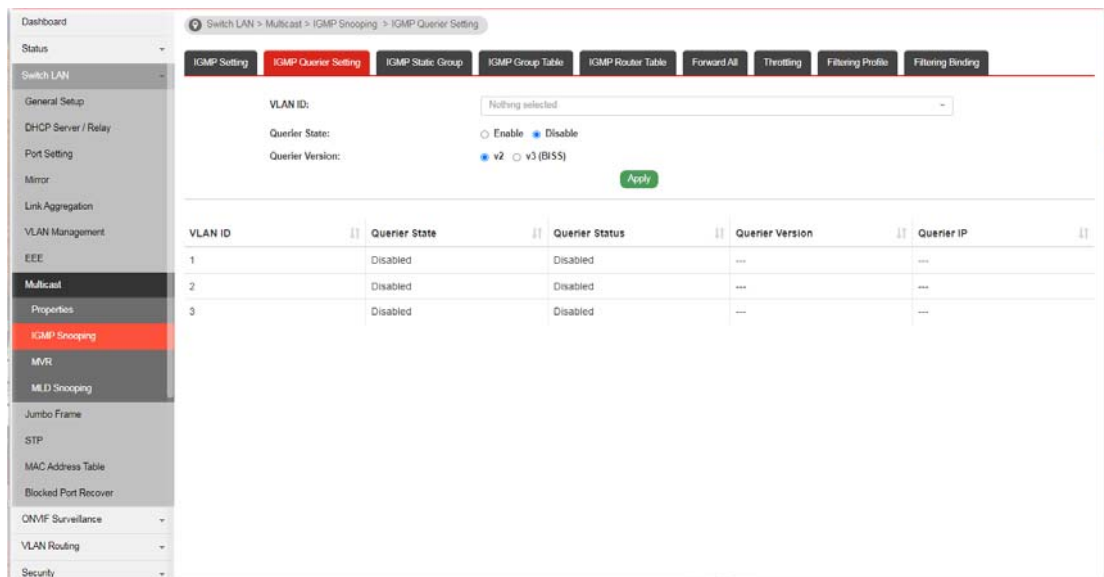 Dashboard
Status
Switch LAN
General Setup
DHCP Server / Relay
Port Setting
Mirror
Link Aggregation
VLAN Management
EEE
Multicast
Properties
IGMP Snooping
MVR
MLD Snooping
Jumbo Frame
STP
MAC Address Table
Blocked Port Recover
ONVIF Surveillance
VLAN Routing
Security
Switch LAN > Multicast > IGMP Snooping > IGMP Querier Setting
IGMP Setting IGMP Querier Setting IGMP Static Group IGMP Group Table IGMP Router Table Forward All Throttling Filtering Profile Filtering Binding
VLAN ID: Nothing selected
Querier State: Enable Disable
Querier Version: v2 v3 (BISS)
Apply
VLAN ID Querier State Querier Status Querier Version Querier IP
1 Disabled Disabled --- ---
2 Disabled Disabled --- ---
3 Disabled Disabled --- ---